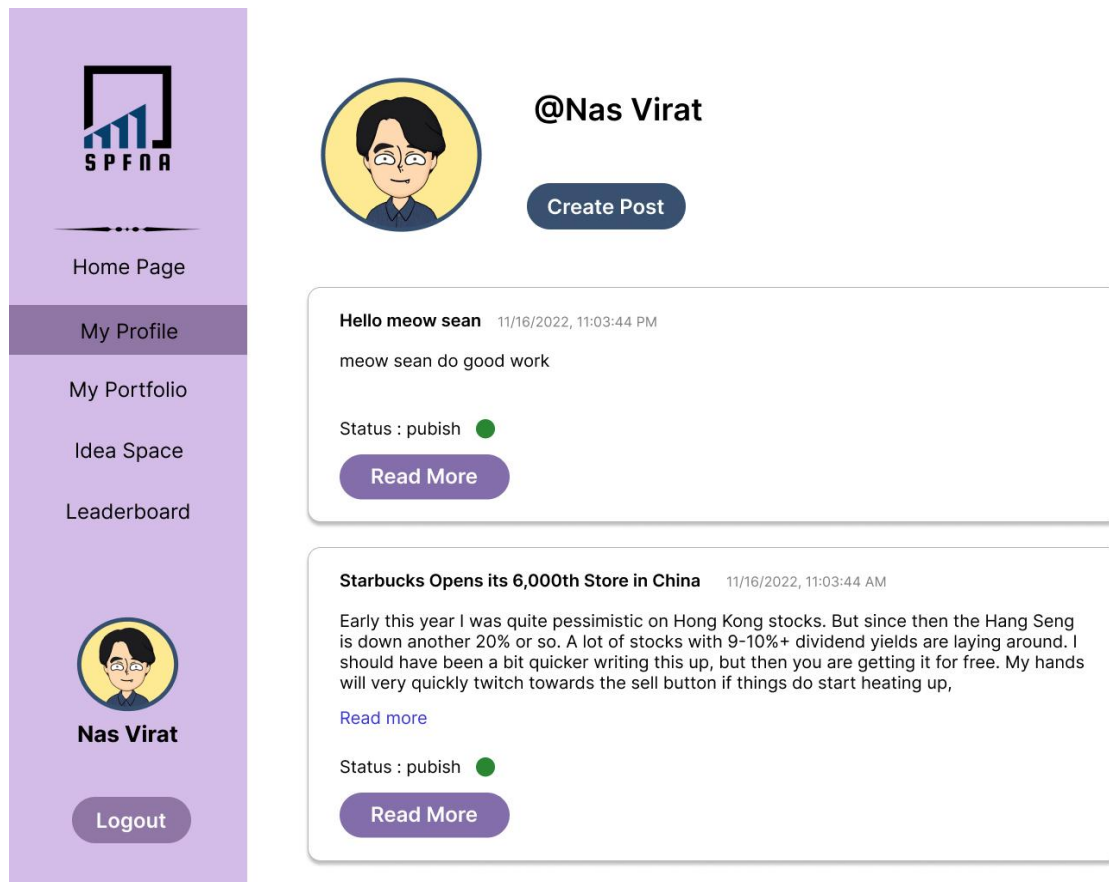 SPFNA
Home Page
My Profile
My Portfolio
Idea Space
Leaderboard
Nas Virat
Logout
@Nas Virat
Create Post
Hello meow sean 11/16/2022, 11:03:44 PM
meow sean do good work
Status : pubish
Read More
Starbucks Opens its 6,000th Store in China 11/16/2022, 11:03:44 AM
Early this year I was quite pessimistic on Hong Kong stocks. But since then the Hang Seng
is down another 20% or so. A lot of stocks with 9-10%+ dividend yields are laying around. I
should have been a bit quicker writing this up, but then you are getting it for free. My hands
will very quickly twitch towards the sell button if things do start heating up,
Read more
Status : pubish
Read More